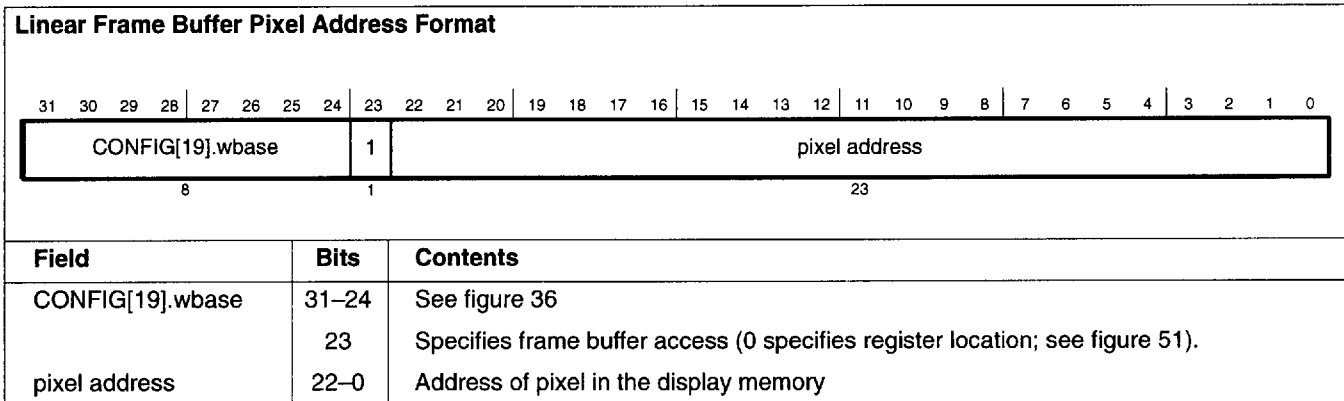 Linear Frame Buffer Pixel Address Format
31 30 29 28 27 26 25 24 23 22 21 20 19 18 17 16 15 14 13 12 11 10 9 8 7 6 5 4 3 2 1 0
CONFIG[19].wbase 1 pixel address
8 1 23
Field Bits Contents
CONFIG[19].wbase 31–24 See figure 36
23 Specifies frame buffer access (0 specifies register location; see figure 51).
pixel address 22–0 Address of pixel in the display memory